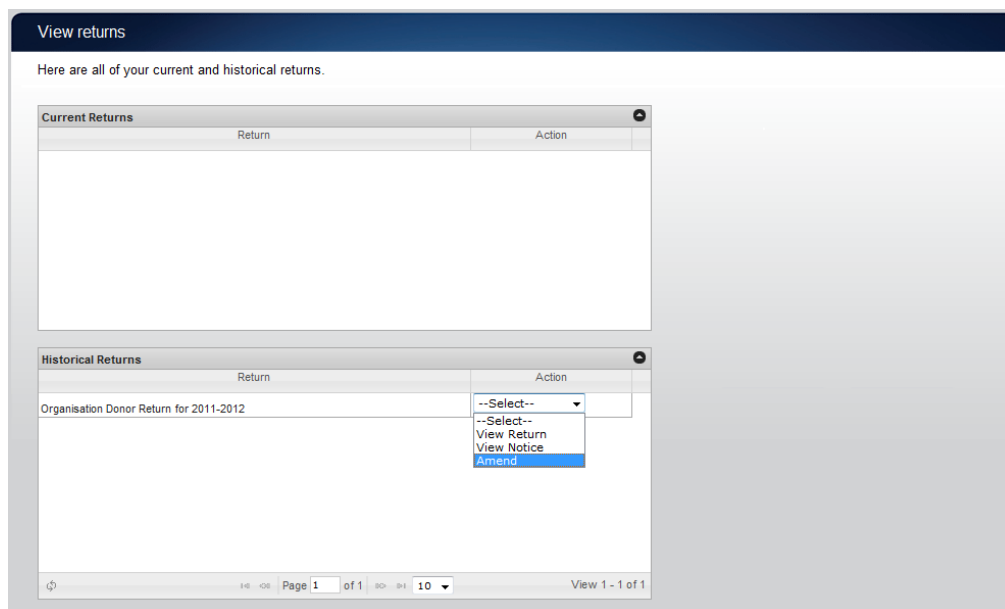 View returns
Here are all of your current and historical returns.
Current Returns
Return Action
Historical Returns
Return Action
Organisation Donor Return for 2011-2012 --Select--
--Select--
View Return
View Notice
Amend
Page 1 of 1 10 View 1 - 1 of 1